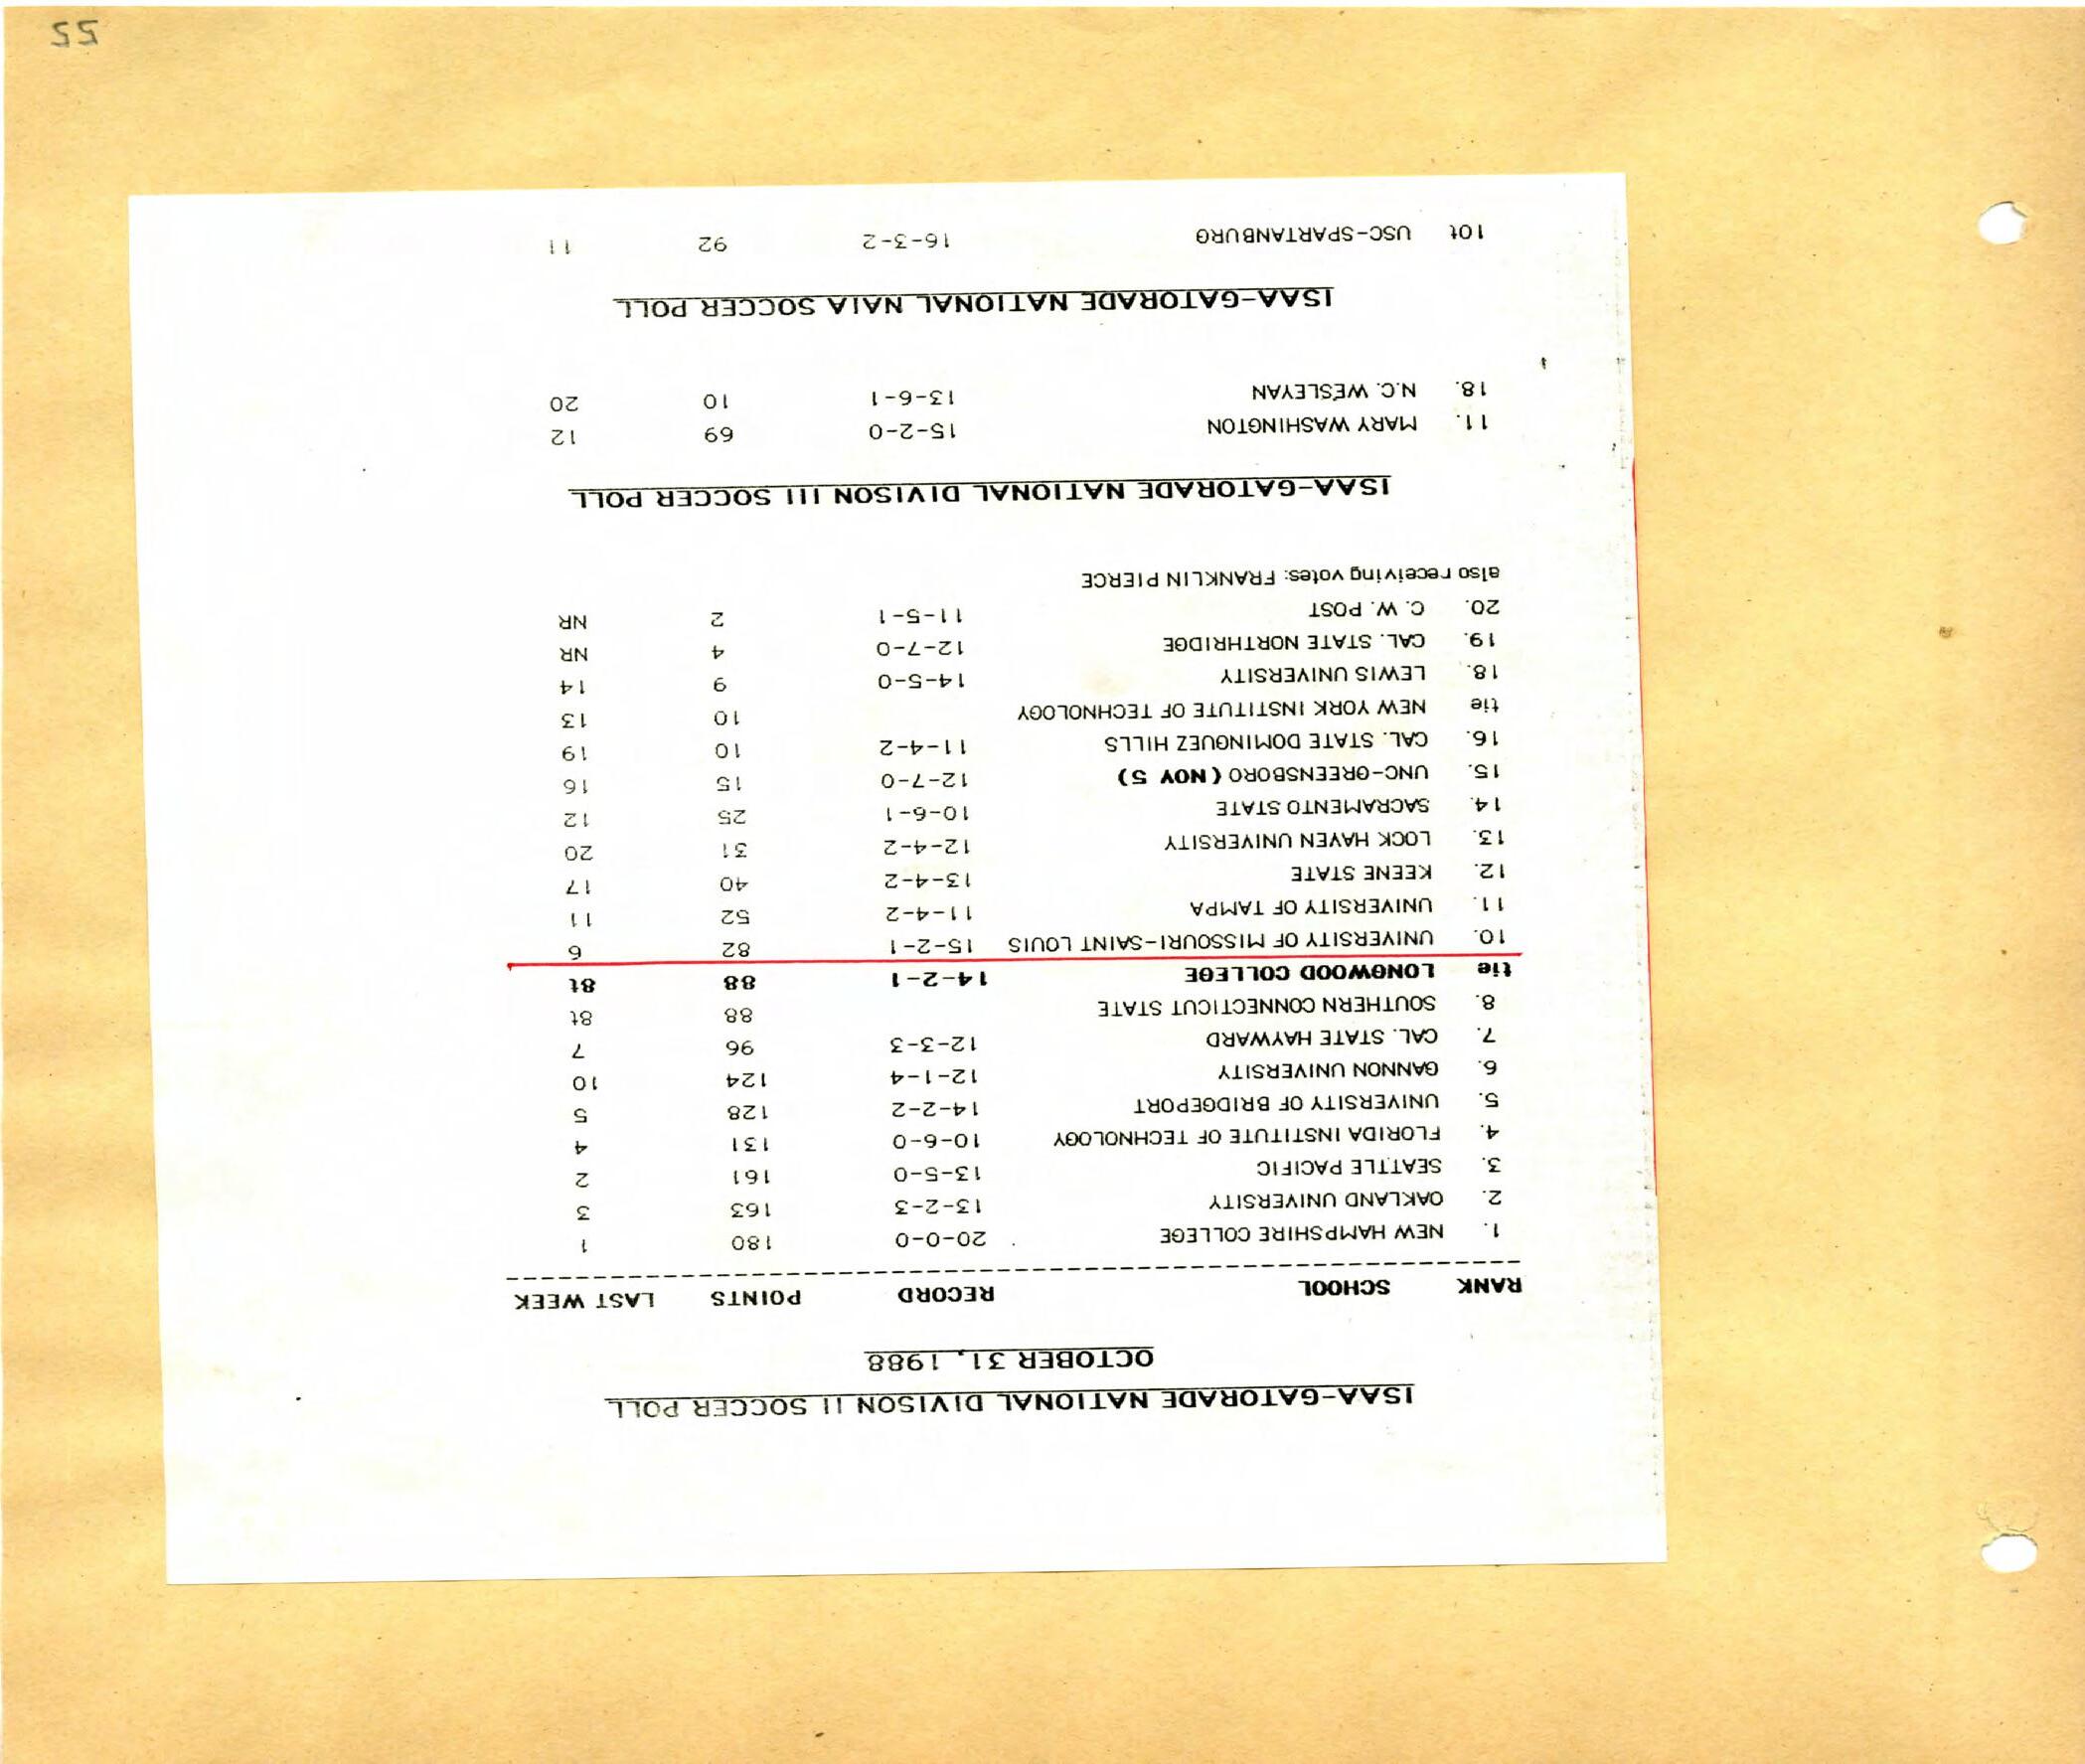 ISAA-GATORADE NATIONAL DIVISON II SOCCER POLL
OCTOBER 31, 1988
RANK SCHOOL RECORD POINTS LAST WEEK
1. NEW HAMPSHIRE COLLEGE 20-0-0 180 1
2. OAKLAND UNIVERSITY 13-2-3 163 3
3. SEATTLE PACIFIC 13-5-0 161 2
4. FLORIDA INSTITUTE OF TECHNOLOGY 10-6-0 131 4
5. UNIVERSITY OF BRIDGEPORT 14-2-2 128 5
6. GANNON UNIVERSITY 12-1-4 124 10
7. CAL. STATE HAYWARD 12-3-3 96 7
8. SOUTHERN CONNECTICUT STATE 88 8t
tie LONGWOOD COLLEGE 14-2-1 88 8t
10. UNIVERSITY OF MISSOURI-SAINT LOUIS 15-2-1 82 6
11. UNIVERSITY OF TAMPA 11-4-2 52 11
12. KEENE STATE 13-4-2 40 17
13. LOCK HAVEN UNIVERSITY 12-4-2 31 20
14. SACRAMENTO STATE 10-6-1 25 12
15. UNC-GREENSBORO (NOV 5) 12-7-0 15 16
16. CAL. STATE DOMINGUEZ HILLS 11-4-2 10 19
tie NEW YORK INSTITUTE OF TECHNOLOGY 10 13
18. LEWIS UNIVERSITY 14-5-0 9 14
19. CAL. STATE NORTHRIDGE 12-7-0 4 NR
20. C. W. POST 11-5-1 2 NR
also receiving votes: FRANKLIN PIERCE
ISAA-GATORADE NATIONAL DIVISON III SOCCER POLL
11. MARY WASHINGTON 15-2-0 69 12
18. N.C. WESLEYAN 13-6-1 10 20
ISAA-GATORADE NATIONAL NAIA SOCCER POLL
10t USC-SPARTANBURG 16-3-2 92 11
55